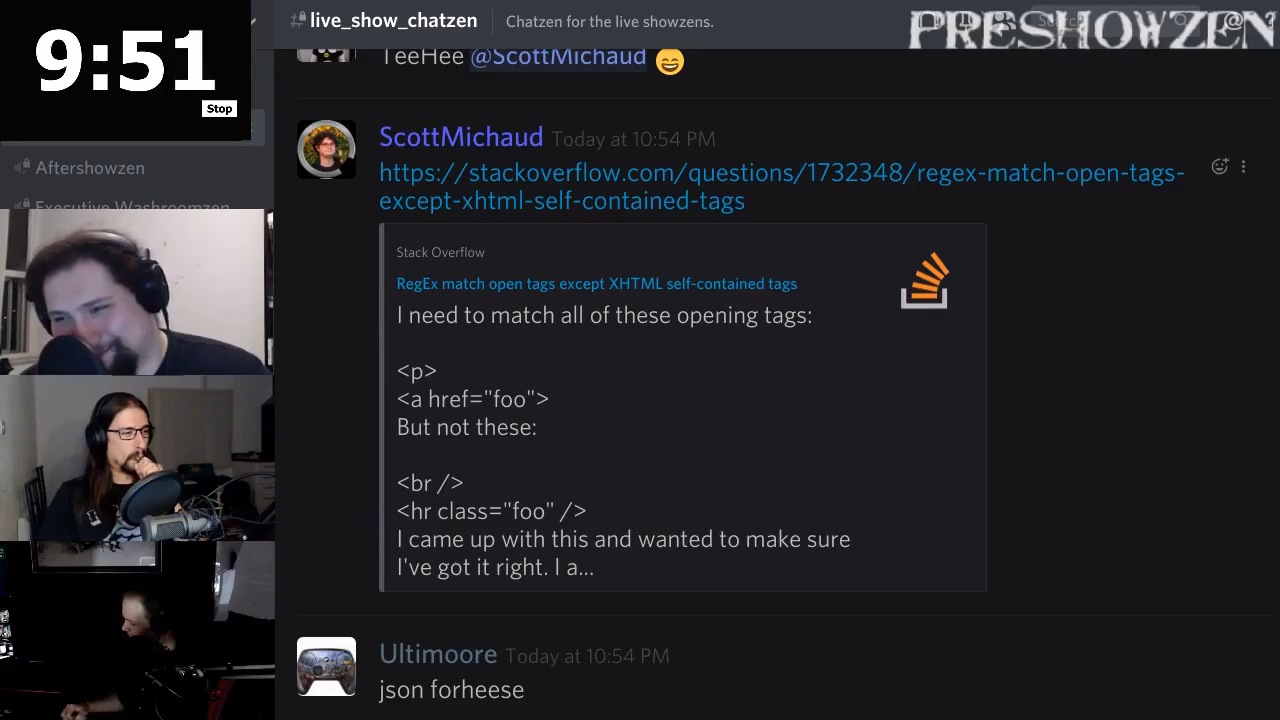 9:51
Stop
live_show_chatzen
Chatzen for the live showzens.
Search
PRESHOWZEN
TeeHee @ScottMichaud
Aftershowzen
Executive Washroomzen
ScottMichaud Today at 10:54 PM
https://stackoverflow.com/questions/1732348/regex-match-open-tags-
except-xhtml-self-contained-tags
Stack Overflow
RegEx match open tags except XHTML self-contained tags
I need to match all of these opening tags:
<p>
<a href="foo">
But not these:
<br />
<hr class="foo" />
I came up with this and wanted to make sure
I've got it right. I a...
Ultimoore Today at 10:54 PM
json forheese